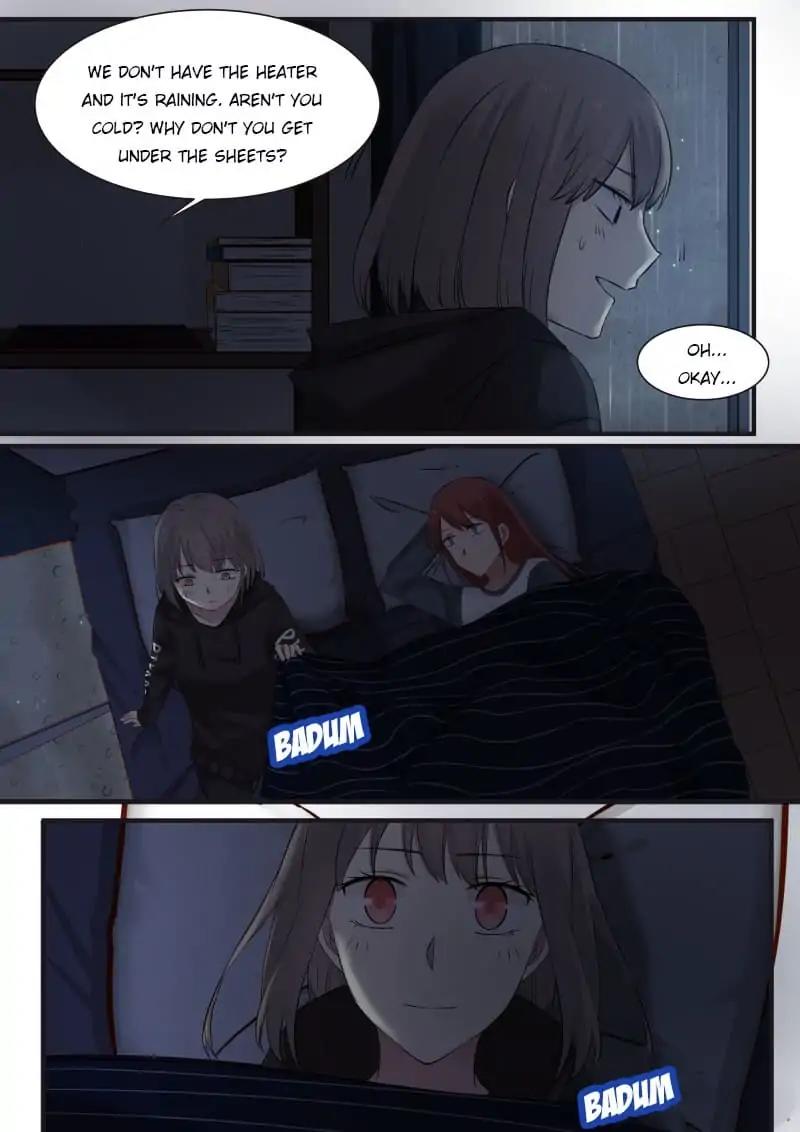 WE DON'T HAVE THE HEATER
AND IT'S RAINING. AREN'T YOU
COLD? WHY DON'T YOU GET
UNDER THE SHEETS?
OH...
OKAY...
BADUM
BADUM